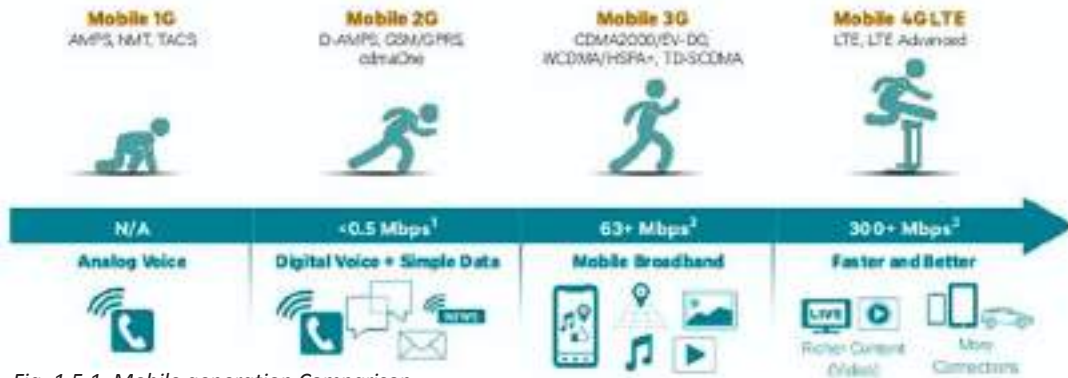 Mobile 1G
AMPS, NMT, TACS
Mobile 2G
D-AMPS, GSM/GPRS,
cdmaOne
Mobile 3G
CDMA2000/EV-DO,
WCDMA/HSPA+, TD-SCDMA
Mobile 4G LTE
LTE, LTE Advanced
N/A
<0.5 Mbps¹
63+ Mbps²
300+ Mbps³
Analog Voice
Digital Voice + Simple Data
Mobile Broadband
Faster and Better
NEWS
LIVE
Richer Content
(Video)
More
Connections
Fig. 1.5.1. Mobile generation Comparison